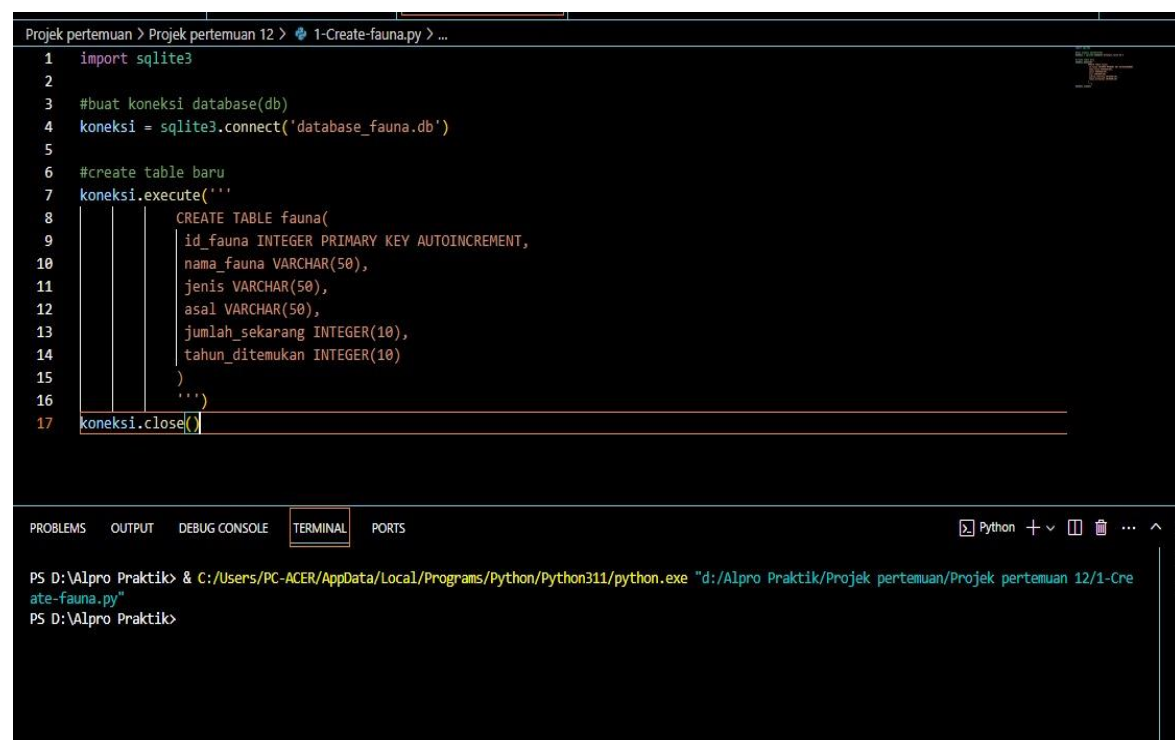 Projek pertemuan > Projek pertemuan 12 > 1-Create-fauna.py > ...
1 import sqlite3
2
3 #buat koneksi database(db)
4 koneksi = sqlite3.connect('database_fauna.db')
5
6 #create table baru
7 koneksi.execute('''
8 CREATE TABLE fauna(
9 id_fauna INTEGER PRIMARY KEY AUTOINCREMENT,
10 nama_fauna VARCHAR(50),
11 jenis VARCHAR(50),
12 asal VARCHAR(50),
13 jumlah_sekarang INTEGER(10),
14 tahun_ditemukan INTEGER(10)
15 )
16 ''')
17 koneksi.close()
PROBLEMS OUTPUT DEBUG CONSOLE TERMINAL PORTS Python
PS D:\Alpro Praktik> & C:/Users/PC-ACER/AppData/Local/Programs/Python/Python311/python.exe "d:/Alpro Praktik/Projek pertemuan/Projek pertemuan 12/1-Cre
ate-fauna.py"
PS D:\Alpro Praktik>